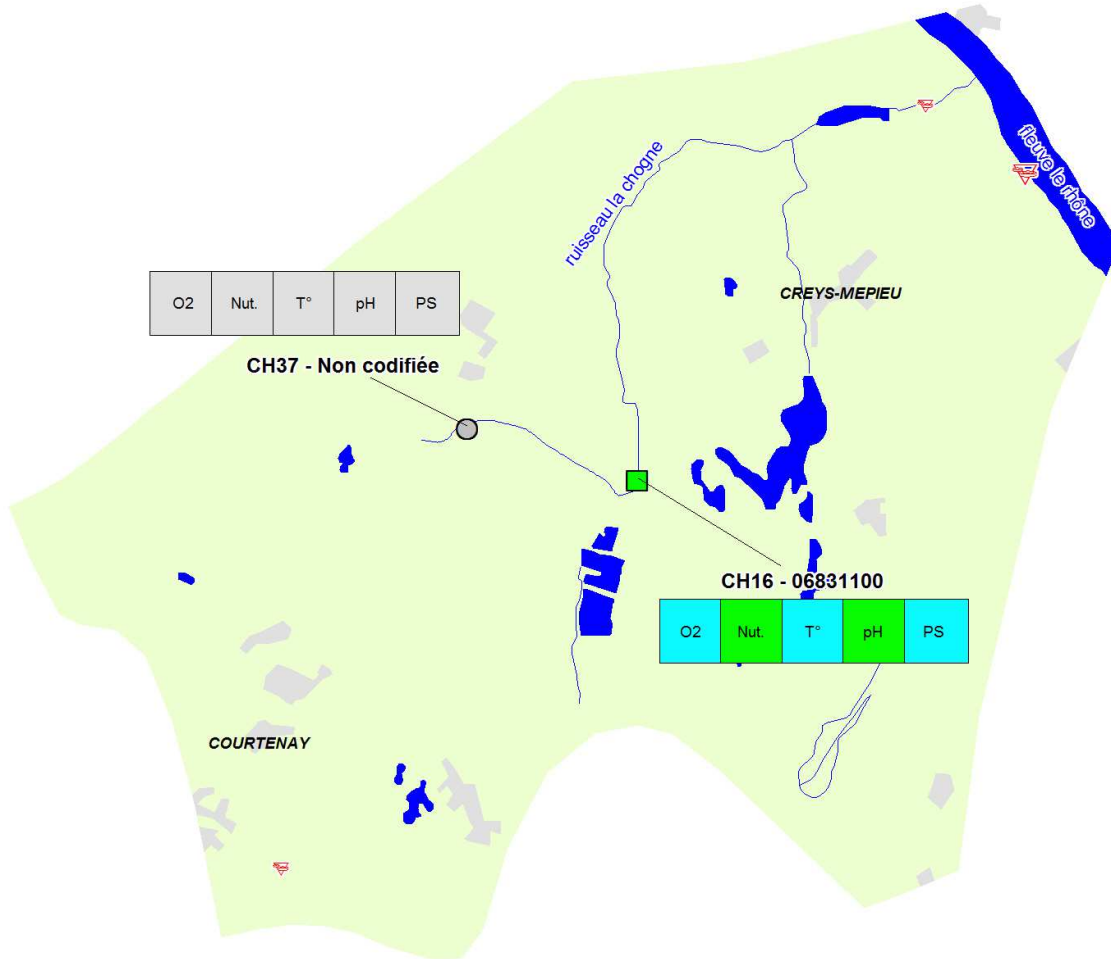 fleuve le rhône
ruisseau la chogne
CREYS-MEPIEU
O2 Nut. T° pH PS
CH37 - Non codifiée
CH16 - 06831100
O2 Nut. T° pH PS
COURTENAY